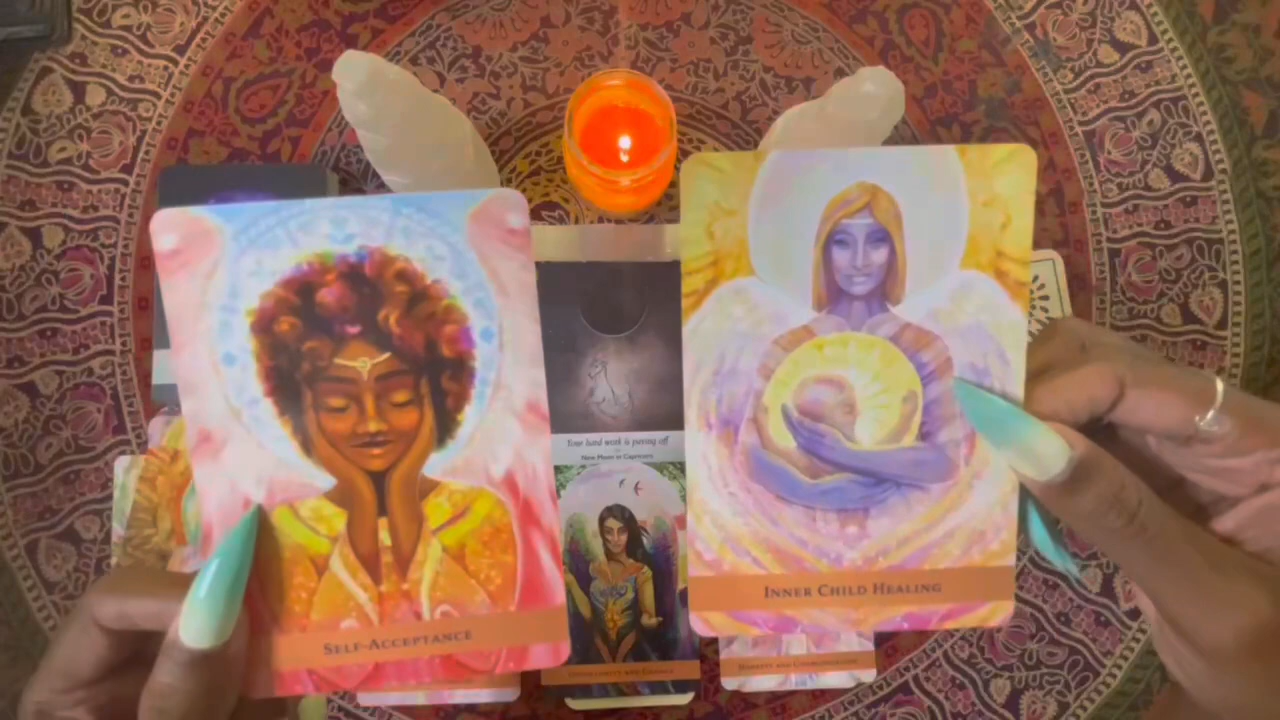 Your hard work is paying off
New Moon in Capricorn
INNER CHILD HEALING
SELF-ACCEPTANCE